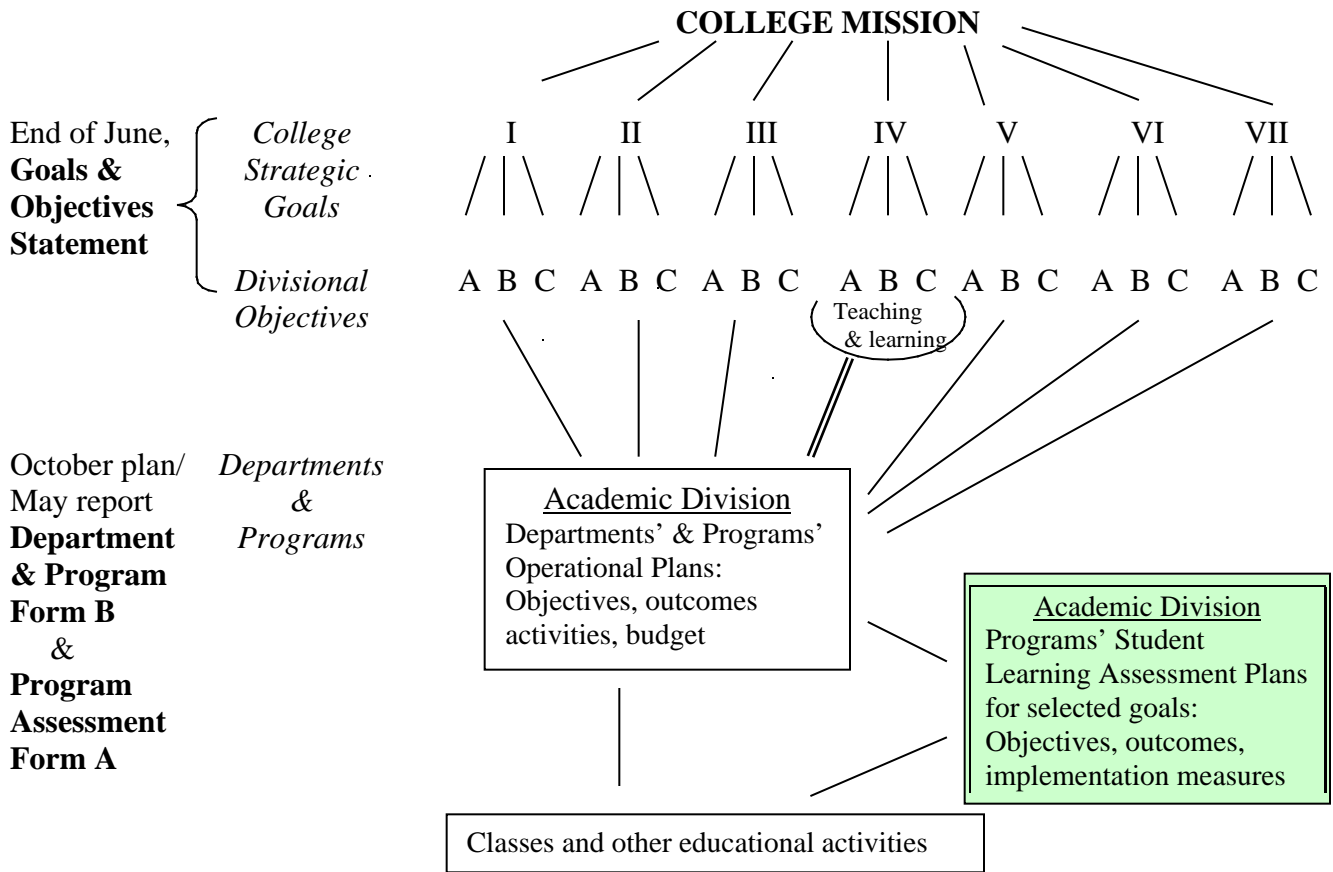 COLLEGE MISSION
End of June,
Goals &
Objectives
Statement
College
Strategic
Goals
I II III IV V VI VII
Divisional
Objectives
A B C A B C A B C A B C A B C A B C A B C
Teaching
& learning
October plan/
May report
Department
& Program
Form B
&
Program
Assessment
Form A
Departments
&
Programs
Academic Division
Departments’ & Programs’
Operational Plans:
Objectives, outcomes
activities, budget
Academic Division
Programs’ Student
Learning Assessment Plans
for selected goals:
Objectives, outcomes,
implementation measures
Classes and other educational activities